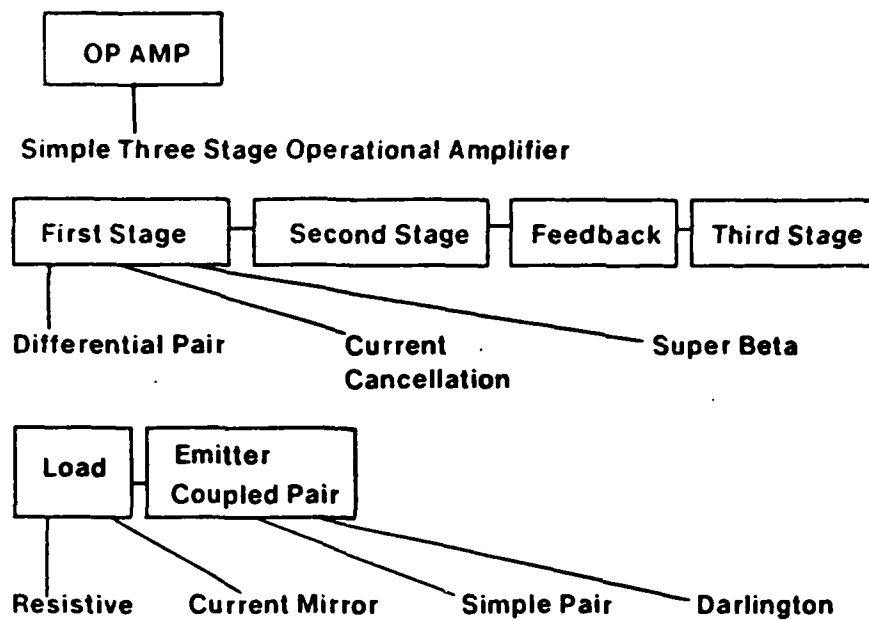 OP AMP
Simple Three Stage Operational Amplifier
First Stage
Second Stage
Feedback
Third Stage
Differential Pair
Current
Cancellation
Super Beta
Load
Emitter
Coupled Pair
Resistive
Current Mirror
Simple Pair
Darlington